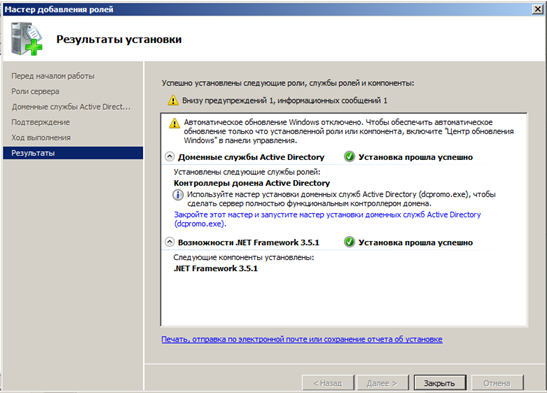 Мастер добавления ролей
Результаты установки
Перед началом работы
Роли сервера
Доменные службы Active Direct...
Подтверждение
Ход выполнения
Результаты
Успешно установлены следующие роли, службы ролей и компоненты:
Внизу предупреждений 1, информационных сообщений 1
Автоматическое обновление Windows отключено. Чтобы обеспечить автоматическое
обновление только что установленной роли или компонента, включите "Центр обновления
Windows" в панели управления.
Доменные службы Active Directory Установка прошла успешно
Установлены следующие службы ролей:
Контроллеры домена Active Directory
Используйте мастер установки доменных служб Active Directory (dcpromo.exe), чтобы
сделать сервер полностью функциональным контроллером домена.
Закройте этот мастер и запустите мастер установки доменных служб Active Directory
(dcpromo.exe).
Возможности .NET Framework 3.5.1 Установка прошла успешно
Следующие компоненты установлены:
.NET Framework 3.5.1
Печать, отправка по электронной почте или сохранение отчета об установке
< Назад Далее > Закрыть Отмена